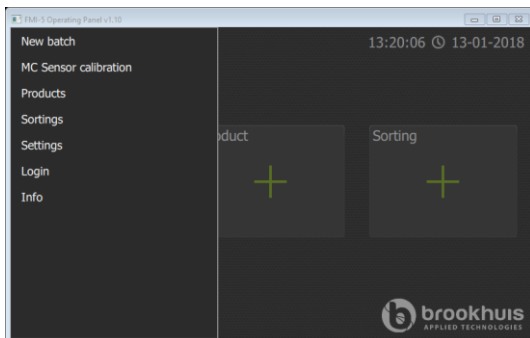 FMI-5 Operating Panel v1.10
New batch
13:20:06 13-01-2018
MC Sensor calibration
Products
Sortings
Settings
Login
Info
oduct
Sorting
brookhuis
APPLIED TECHNOLOGIES